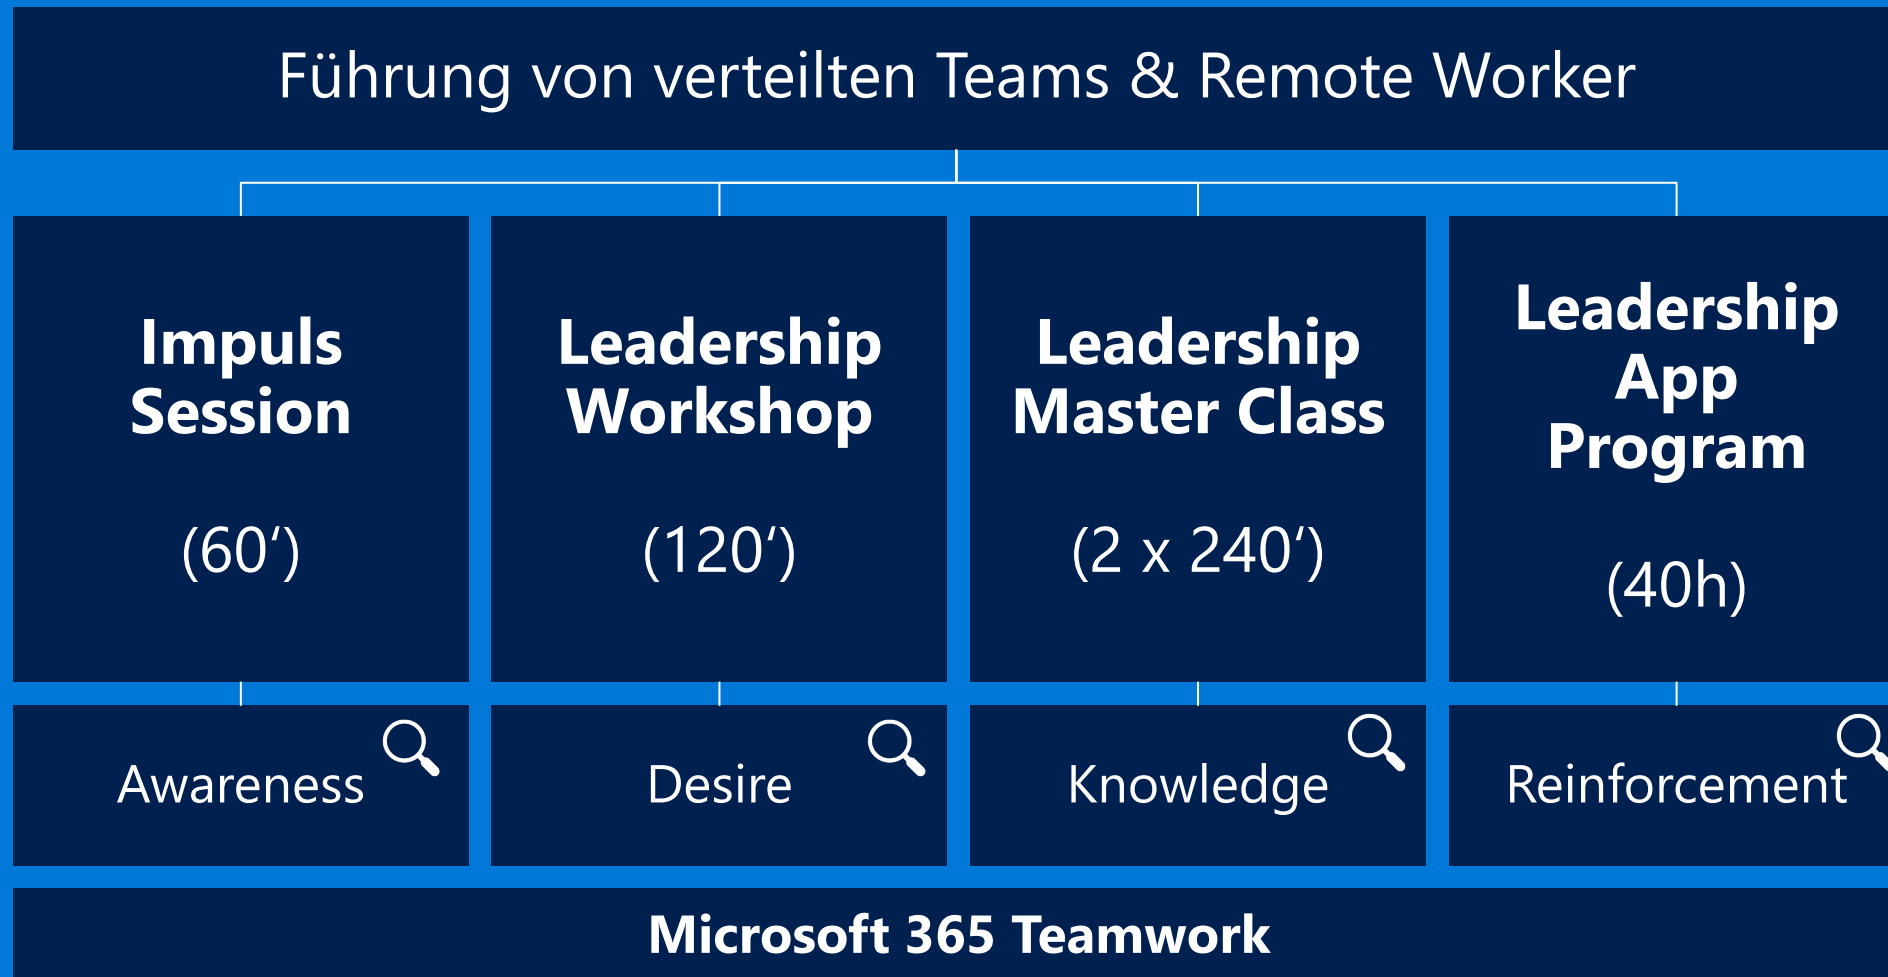 Führung von verteilten Teams & Remote Worker
Impuls
Session
(60‘)
Leadership
Workshop
(120‘)
Leadership
Master Class
(2 x 240‘)
Leadership
App
Program
(40h)
Awareness
Desire
Knowledge
Reinforcement
Microsoft 365 Teamwork